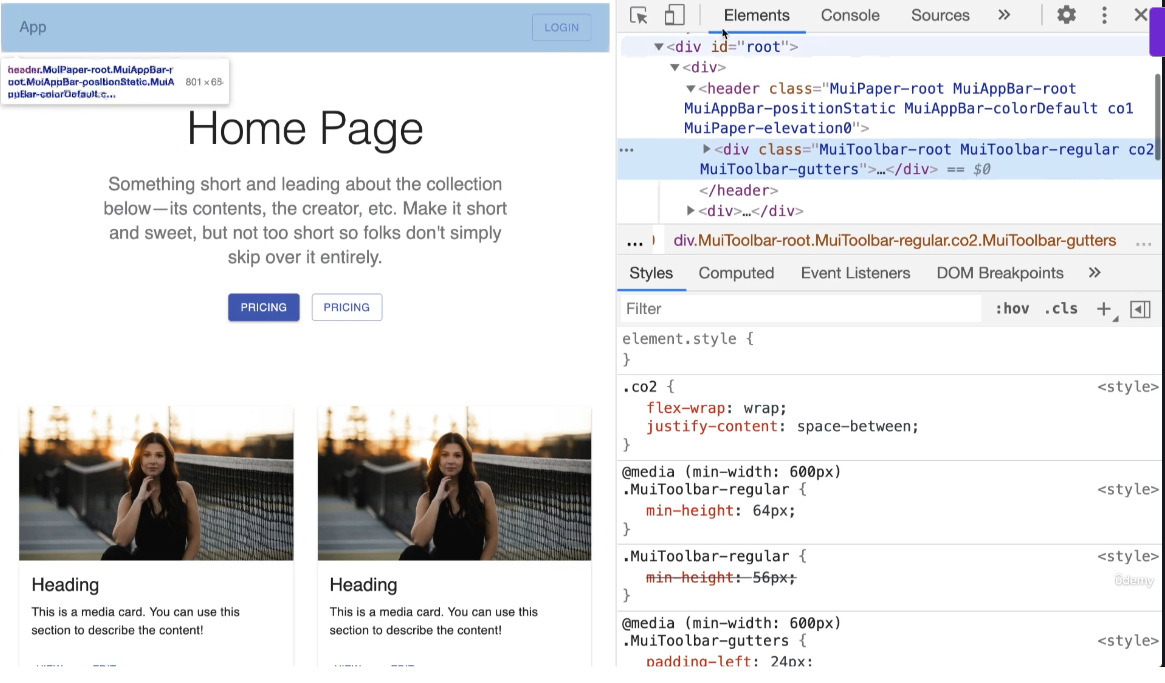 App
LOGIN
header.MuiPaper-root.MuiAppBar-r
oot.MuiAppBar-positionStatic.MuiA
ppBar-colorDefault.c… 801 × 65
Home Page
Something short and leading about the collection
below—its contents, the creator, etc. Make it short
and sweet, but not too short so folks don't simply
skip over it entirely.
PRICING PRICING
Heading
This is a media card. You can use this
section to describe the content!
VIEW EDIT
Heading
This is a media card. You can use this
section to describe the content!
VIEW EDIT
Elements Console Sources »
▼<div id="root">
▼<div>
▼<header class="MuiPaper-root MuiAppBar-root
MuiAppBar-positionStatic MuiAppBar-colorDefault co1
MuiPaper-elevation0">
… ▶<div class="MuiToolbar-root MuiToolbar-regular co2
MuiToolbar-gutters">…</div> == $0
</header>
▶<div>…</div>
… div.MuiToolbar-root.MuiToolbar-regular.co2.MuiToolbar-gutters …
Styles Computed Event Listeners DOM Breakpoints »
Filter :hov .cls +
element.style {
}
.co2 { <style>
flex-wrap: wrap;
justify-content: space-between;
}
@media (min-width: 600px)
.MuiToolbar-regular { <style>
min-height: 64px;
}
.MuiToolbar-regular { <style>
min-height: 56px;
}
@media (min-width: 600px)
.MuiToolbar-gutters { <style>
padding-left: 24px;